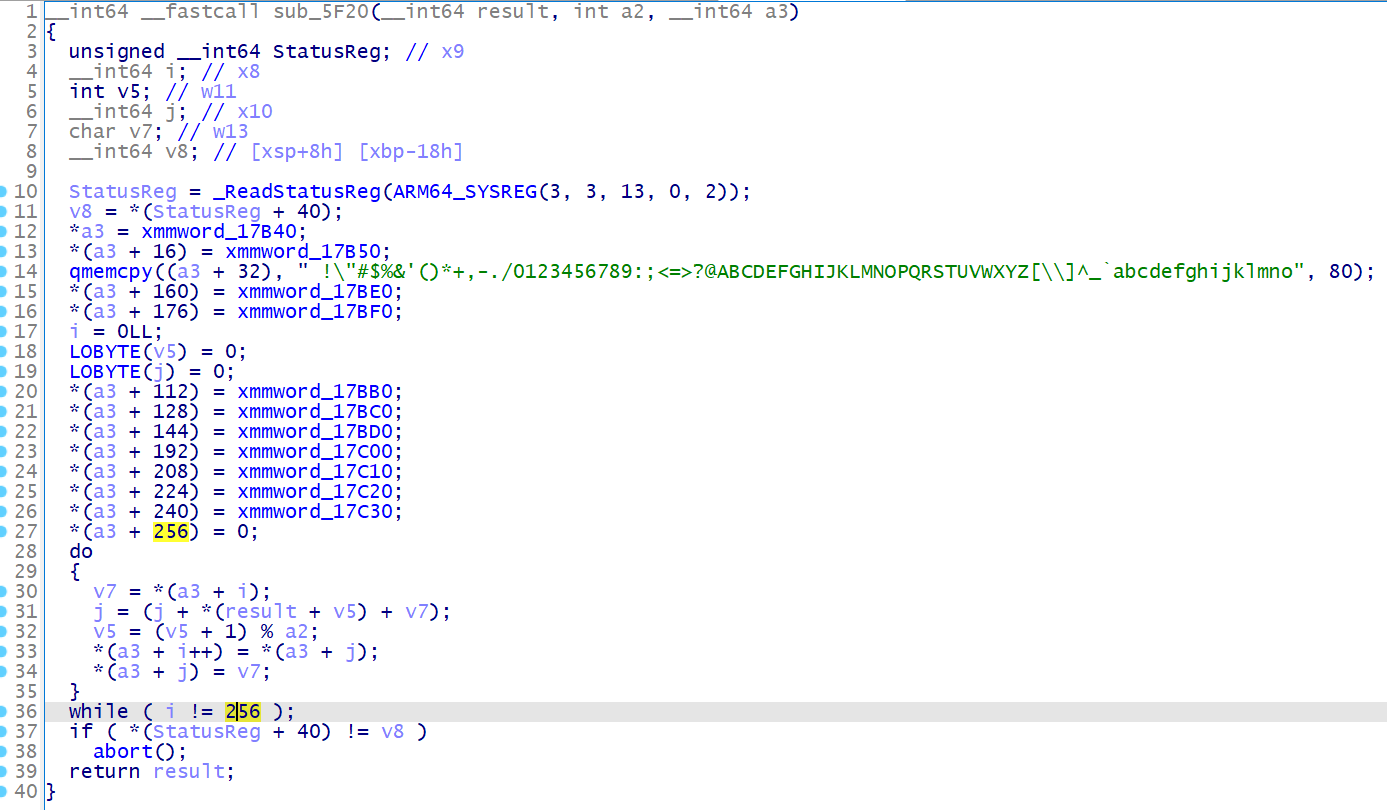 1 __int64 __fastcall sub_5F20(__int64 result, int a2, __int64 a3)
2 {
3   unsigned __int64 StatusReg; // x9
4   __int64 i; // x8
5   int v5; // w11
6   __int64 j; // x10
7   char v7; // w13
8   __int64 v8; // [xsp+8h] [xbp-18h]
9
10   StatusReg = _ReadStatusReg(ARM64_SYSREG(3, 3, 13, 0, 2));
11   v8 = *(StatusReg + 40);
12   *a3 = xmmword_17B40;
13   *(a3 + 16) = xmmword_17B50;
14   qmemcpy((a3 + 32), " !\"#$%&'()*+,-./0123456789:;<=>?@ABCDEFGHIJKLMNOPQRSTUVWXYZ[\\]^_`abcdefghijklmno", 80);
15   *(a3 + 160) = xmmword_17BE0;
16   *(a3 + 176) = xmmword_17BF0;
17   i = 0LL;
18   LOBYTE(v5) = 0;
19   LOBYTE(j) = 0;
20   *(a3 + 112) = xmmword_17BB0;
21   *(a3 + 128) = xmmword_17BC0;
22   *(a3 + 144) = xmmword_17BD0;
23   *(a3 + 192) = xmmword_17C00;
24   *(a3 + 208) = xmmword_17C10;
25   *(a3 + 224) = xmmword_17C20;
26   *(a3 + 240) = xmmword_17C30;
27   *(a3 + 256) = 0;
28   do
29   {
30     v7 = *(a3 + i);
31     j = (j + *(result + v5) + v7);
32     v5 = (v5 + 1) % a2;
33     *(a3 + i++) = *(a3 + j);
34     *(a3 + j) = v7;
35   }
36   while ( i != 256 );
37   if ( *(StatusReg + 40) != v8 )
38     abort();
39   return result;
40 }